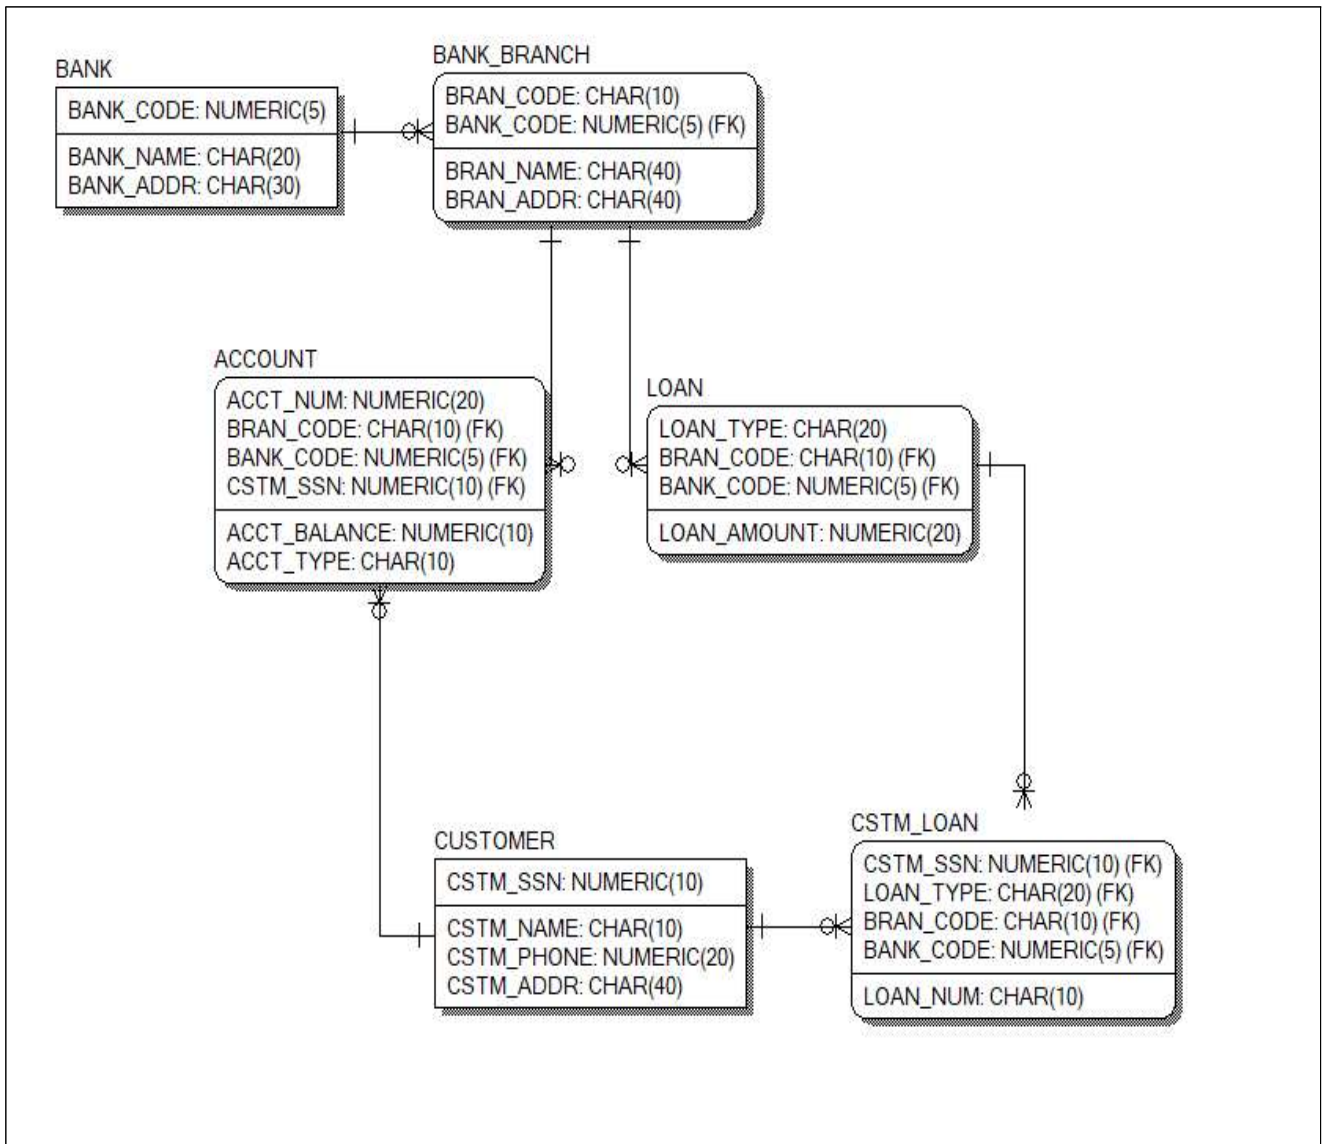 BANK
BANK_CODE: NUMERIC(5)
BANK_NAME: CHAR(20)
BANK_ADDR: CHAR(30)
BANK_BRANCH
BRAN_CODE: CHAR(10)
BANK_CODE: NUMERIC(5) (FK)
BRAN_NAME: CHAR(40)
BRAN_ADDR: CHAR(40)
ACCOUNT
ACCT_NUM: NUMERIC(20)
BRAN_CODE: CHAR(10) (FK)
BANK_CODE: NUMERIC(5) (FK)
CSTM_SSN: NUMERIC(10) (FK)
ACCT_BALANCE: NUMERIC(10)
ACCT_TYPE: CHAR(10)
LOAN
LOAN_TYPE: CHAR(20)
BRAN_CODE: CHAR(10) (FK)
BANK_CODE: NUMERIC(5) (FK)
LOAN_AMOUNT: NUMERIC(20)
CUSTOMER
CSTM_SSN: NUMERIC(10)
CSTM_NAME: CHAR(10)
CSTM_PHONE: NUMERIC(20)
CSTM_ADDR: CHAR(40)
CSTM_LOAN
CSTM_SSN: NUMERIC(10) (FK)
LOAN_TYPE: CHAR(20) (FK)
BRAN_CODE: CHAR(10) (FK)
BANK_CODE: NUMERIC(5) (FK)
LOAN_NUM: CHAR(10)